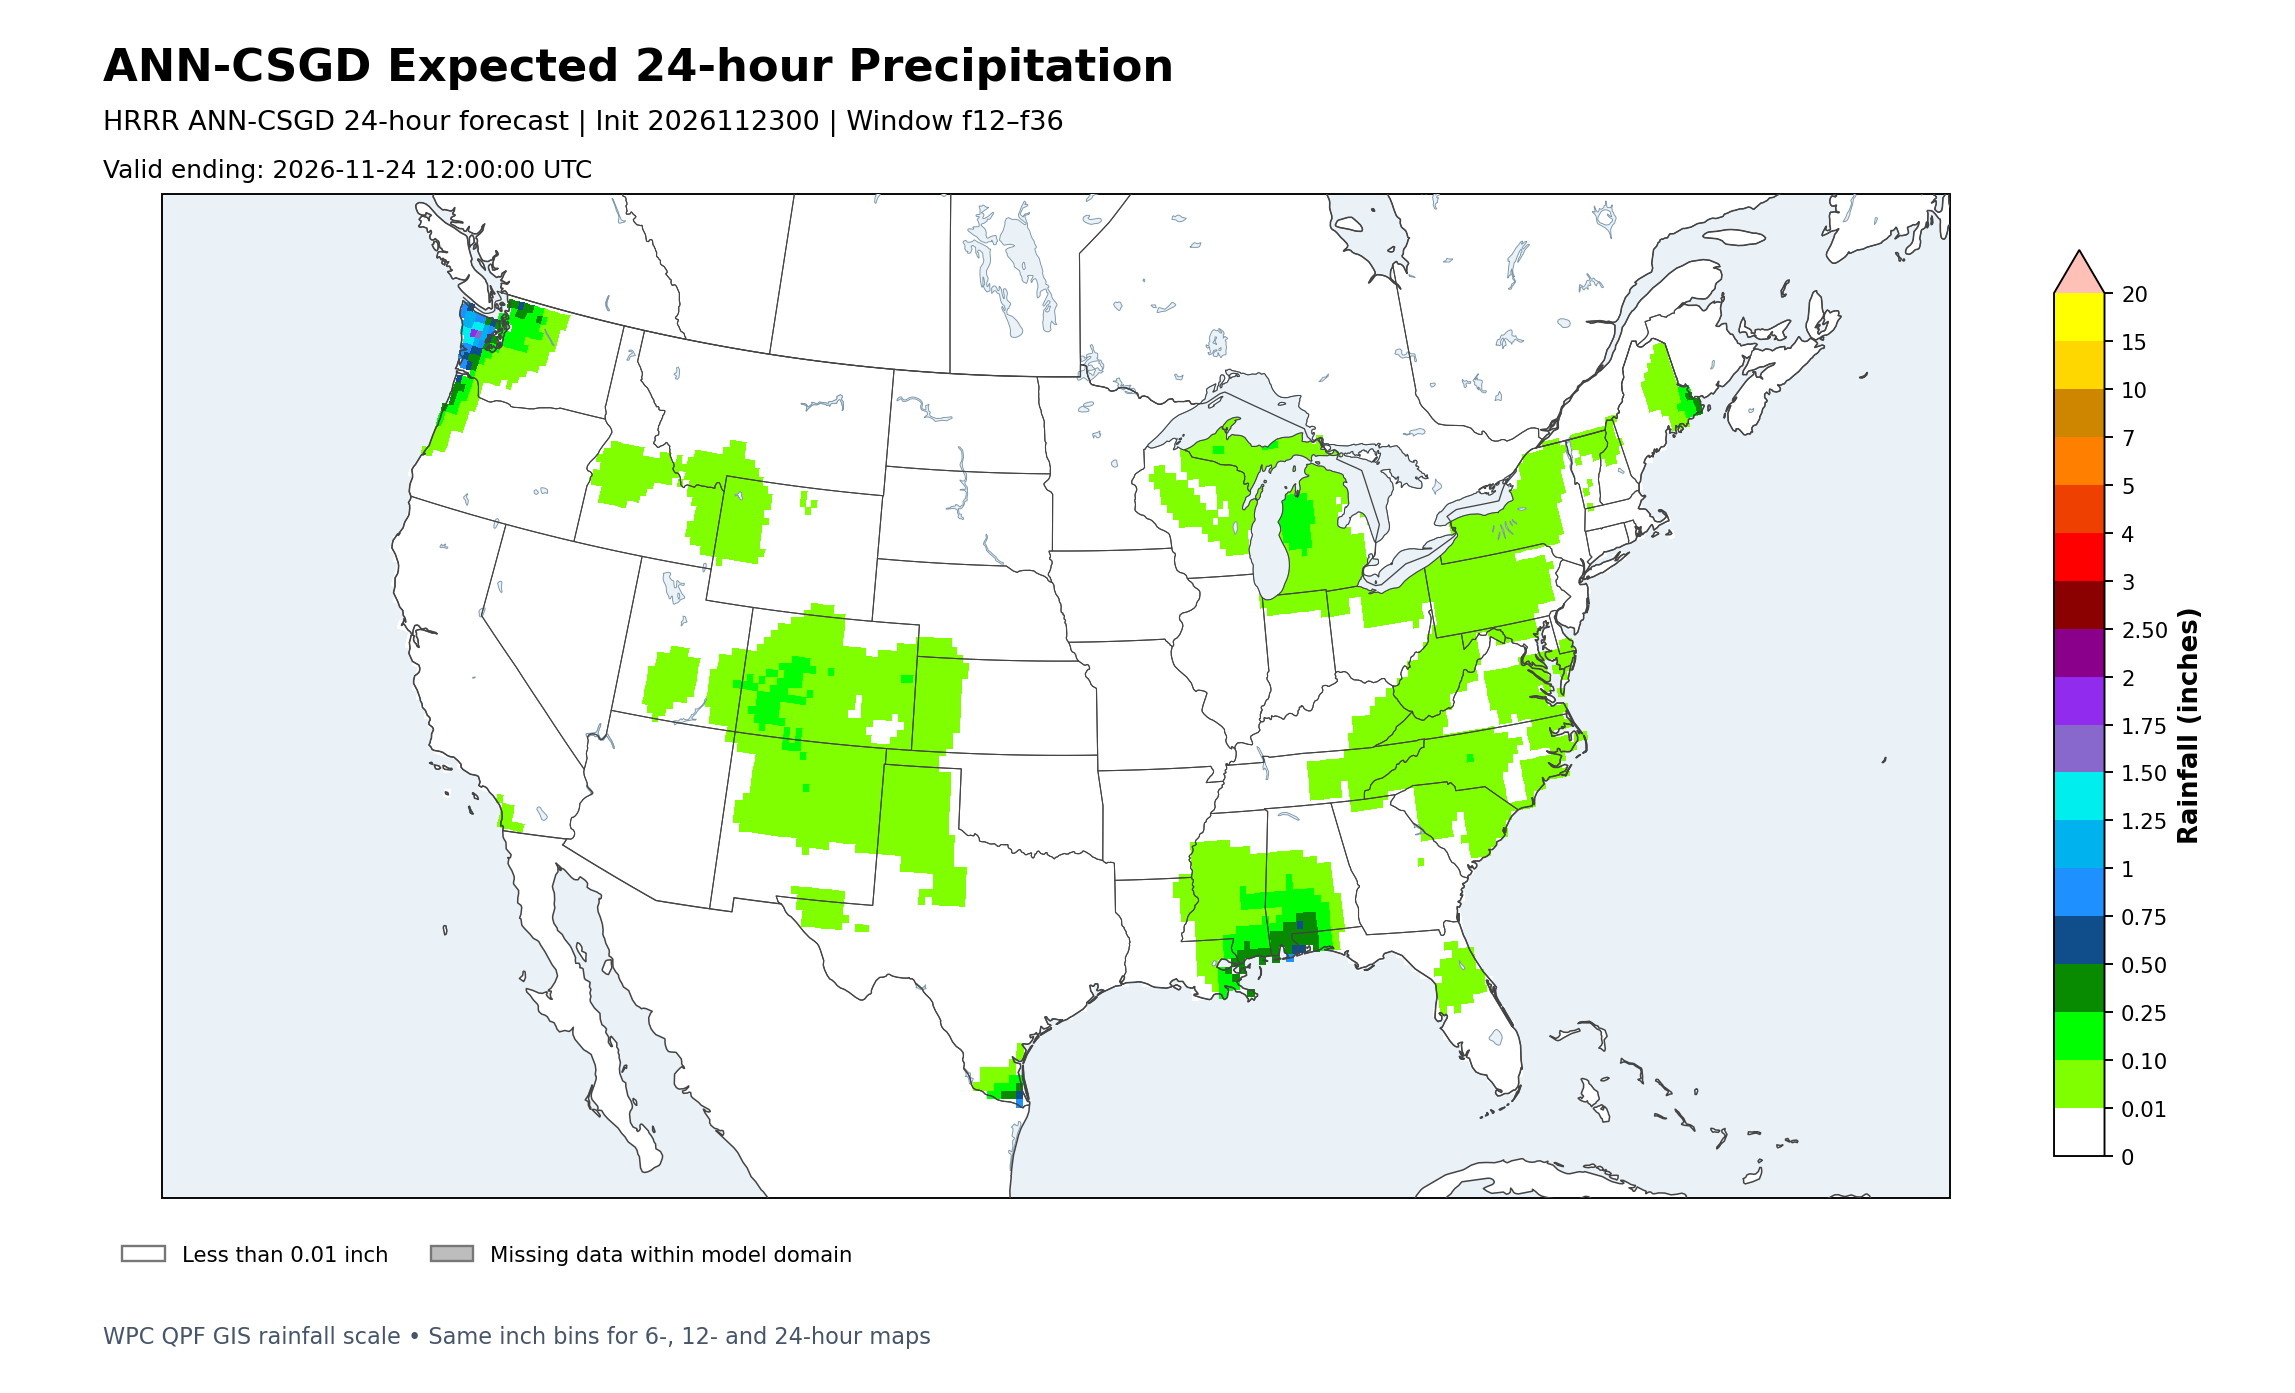 ANN-CSGD Expected 24-hour Precipitation
HRRR ANN-CSGD 24-hour forecast | Init 2026112300 | Window f12–f36
Valid ending: 2026-11-24 12:00:00 UTC
20
15
10
7
5
4
3
2.50
2
1.75
1.50
1.25
1
0.75
0.50
0.25
0.10
0.01
0
Rainfall (inches)
Less than 0.01 inch
Missing data within model domain
WPC QPF GIS rainfall scale • Same inch bins for 6-, 12- and 24-hour maps